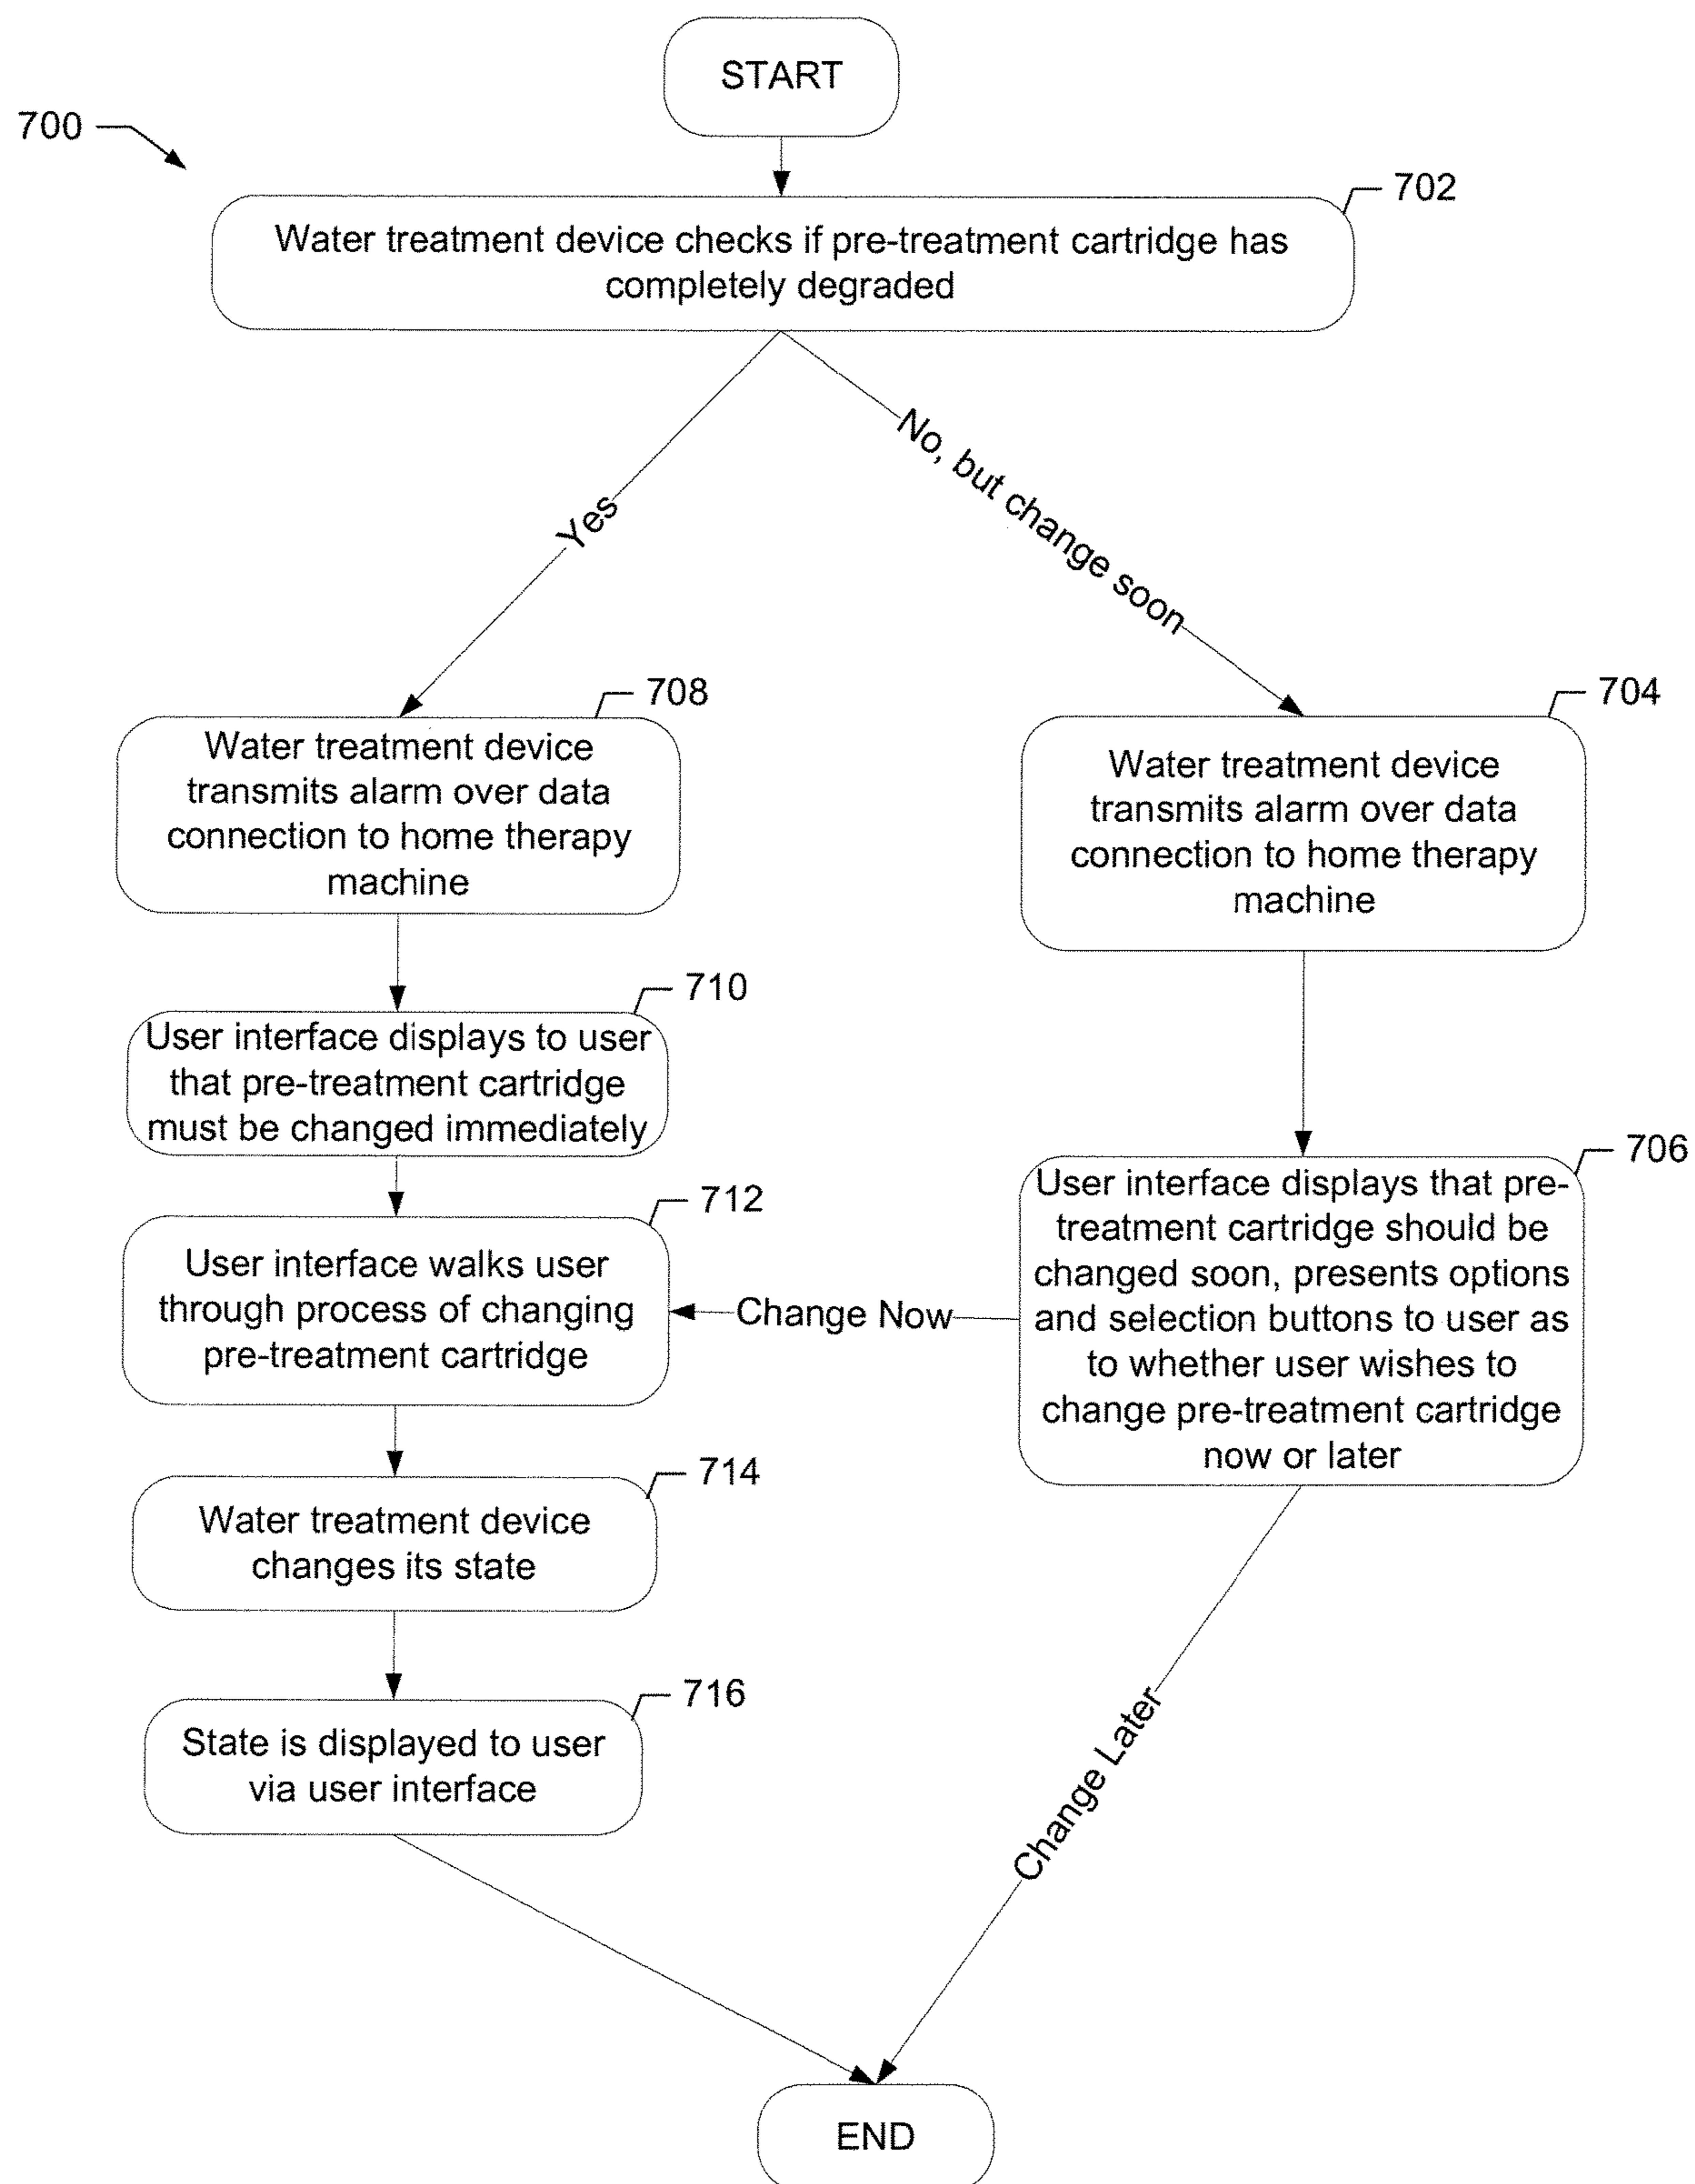 START
700
702
Water treatment device checks if pre-treatment cartridge has
completely degraded
Yes
No, but change soon
708
Water treatment device
transmits alarm over data
connection to home therapy
machine
704
Water treatment device
transmits alarm over data
connection to home therapy
machine
710
User interface displays to user
that pre-treatment cartridge
must be changed immediately
706
User interface displays that pre-
treatment cartridge should be
changed soon, presents options
and selection buttons to user as
to whether user wishes to
change pre-treatment cartridge
now or later
712
User interface walks user
through process of changing
pre-treatment cartridge
Change Now
714
Water treatment device
changes its state
716
State is displayed to user
via user interface
Change Later
END